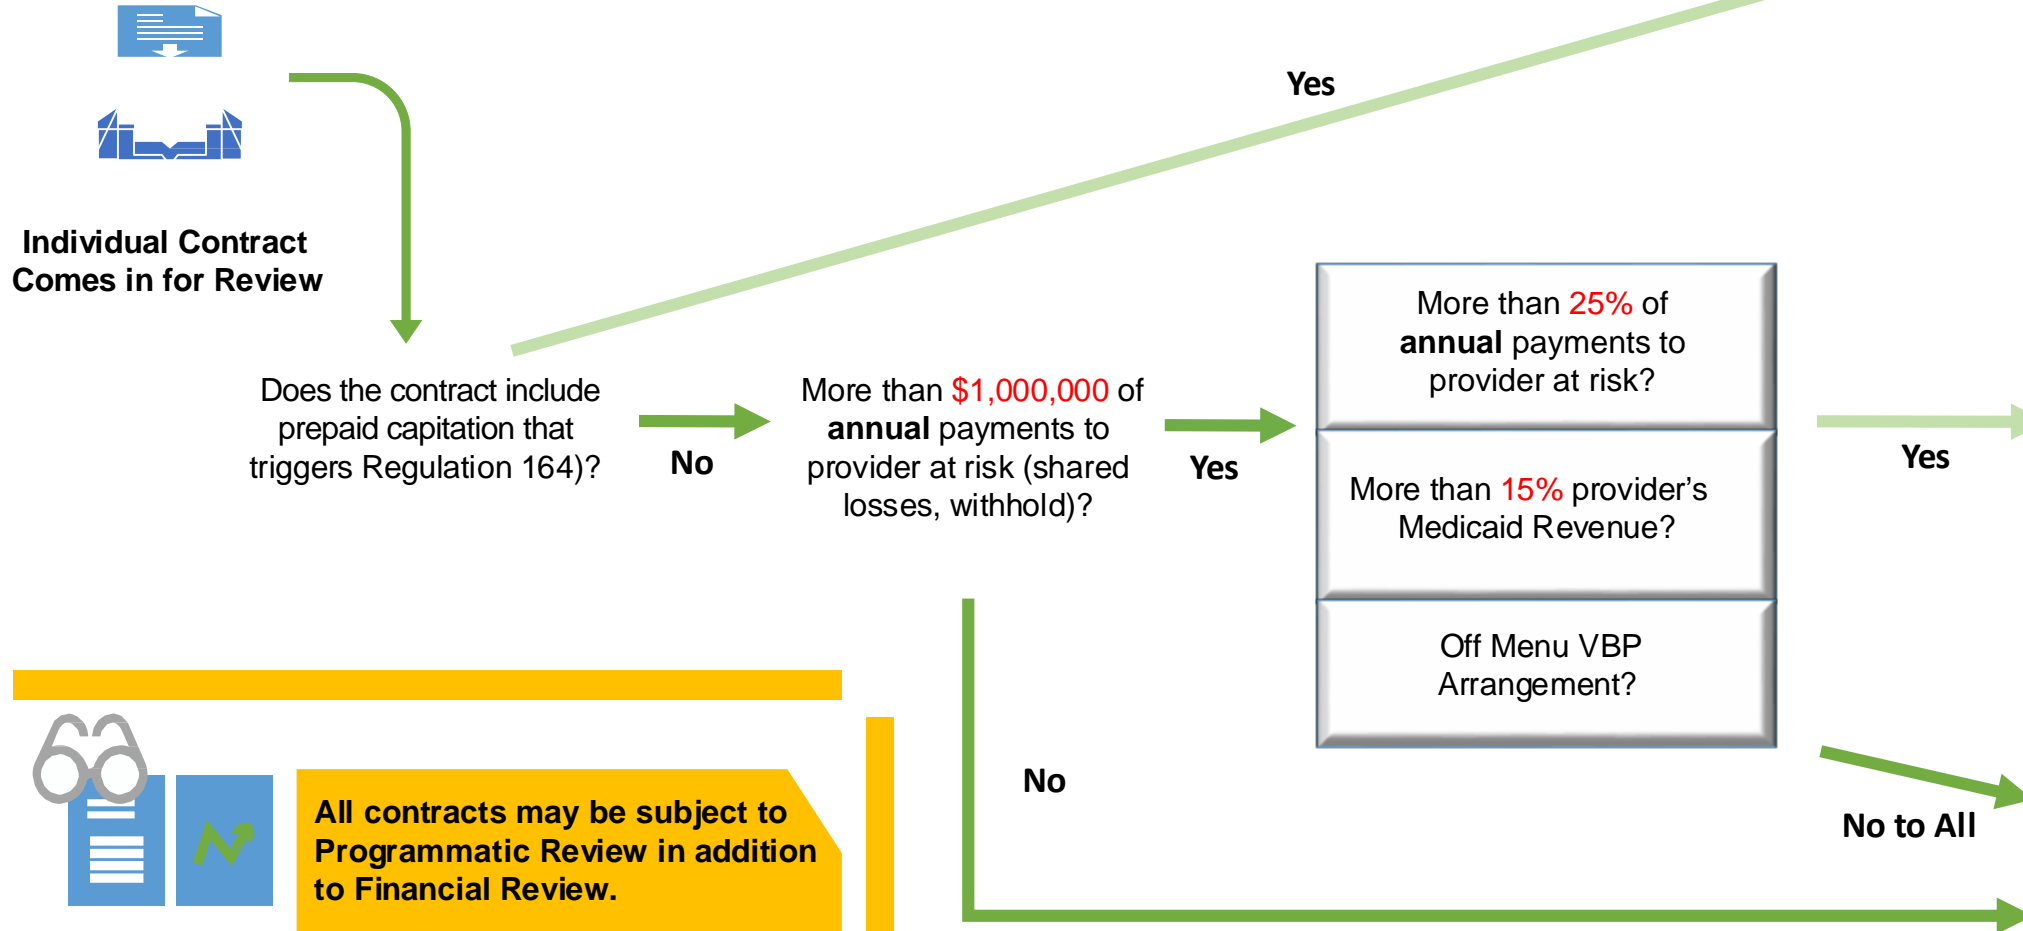 Yes
Individual Contract
Comes in for Review
Does the contract include
prepaid capitation that
triggers Regulation 164)?
No
More than $1,000,000 of
annual payments to
provider at risk (shared
losses, withhold)?
Yes
More than 25% of
annual payments to
provider at risk?
More than 15% provider’s
Medicaid Revenue?
Off Menu VBP
Arrangement?
Yes
No
No to All
All contracts may be subject to
Programmatic Review in addition
to Financial Review.